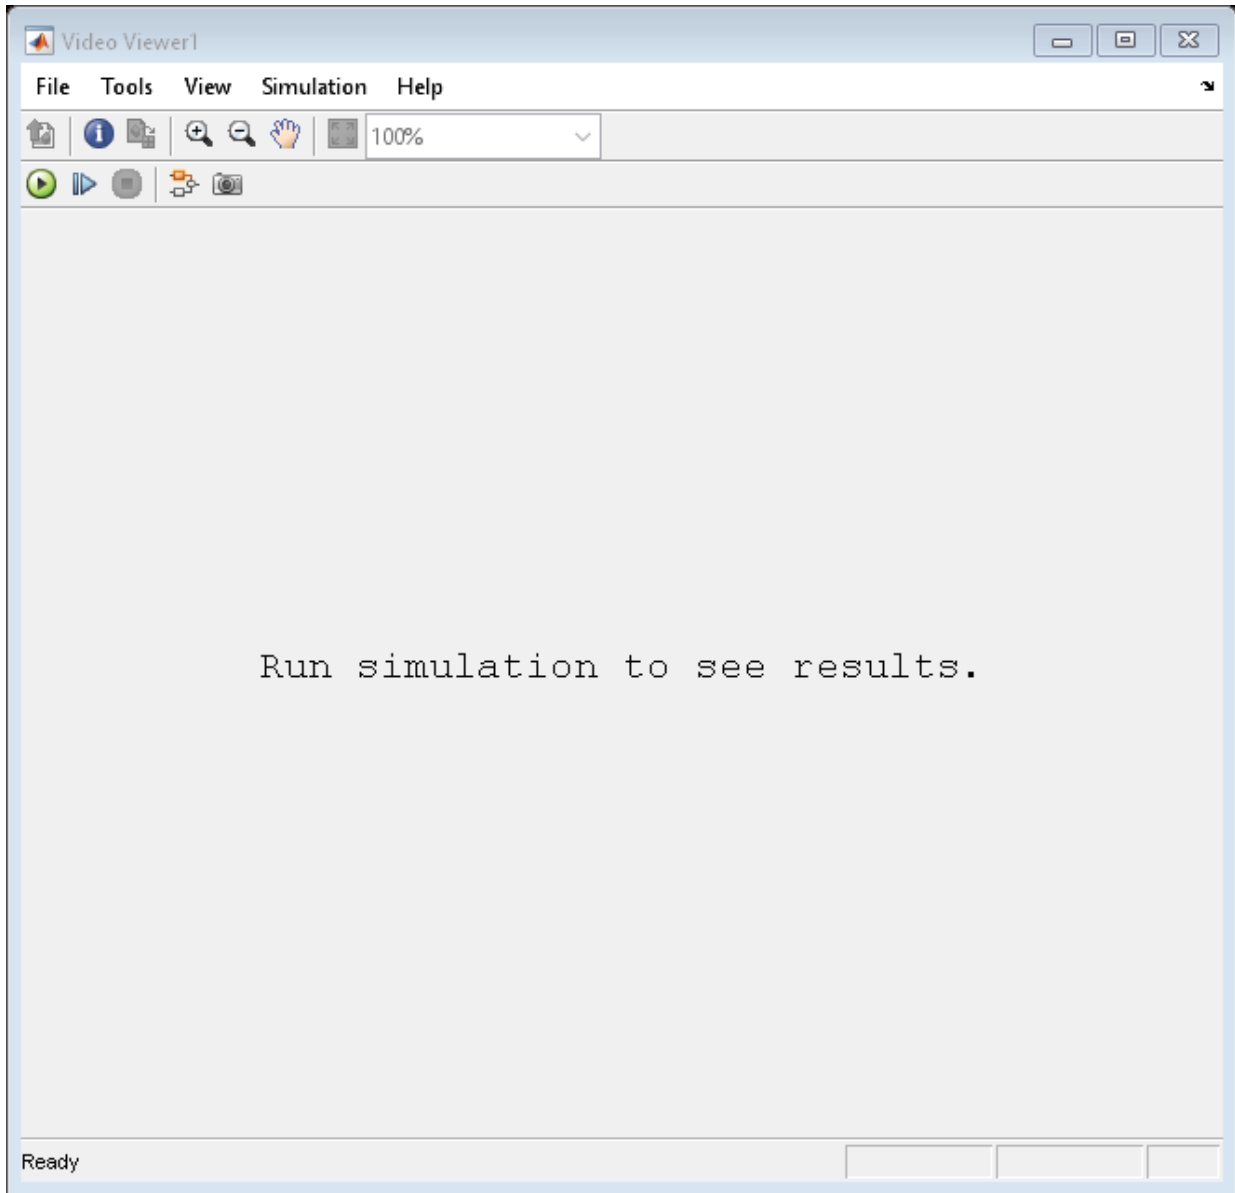 Video Viewer1
File Tools View Simulation Help
100%
Run simulation to see results.
Ready